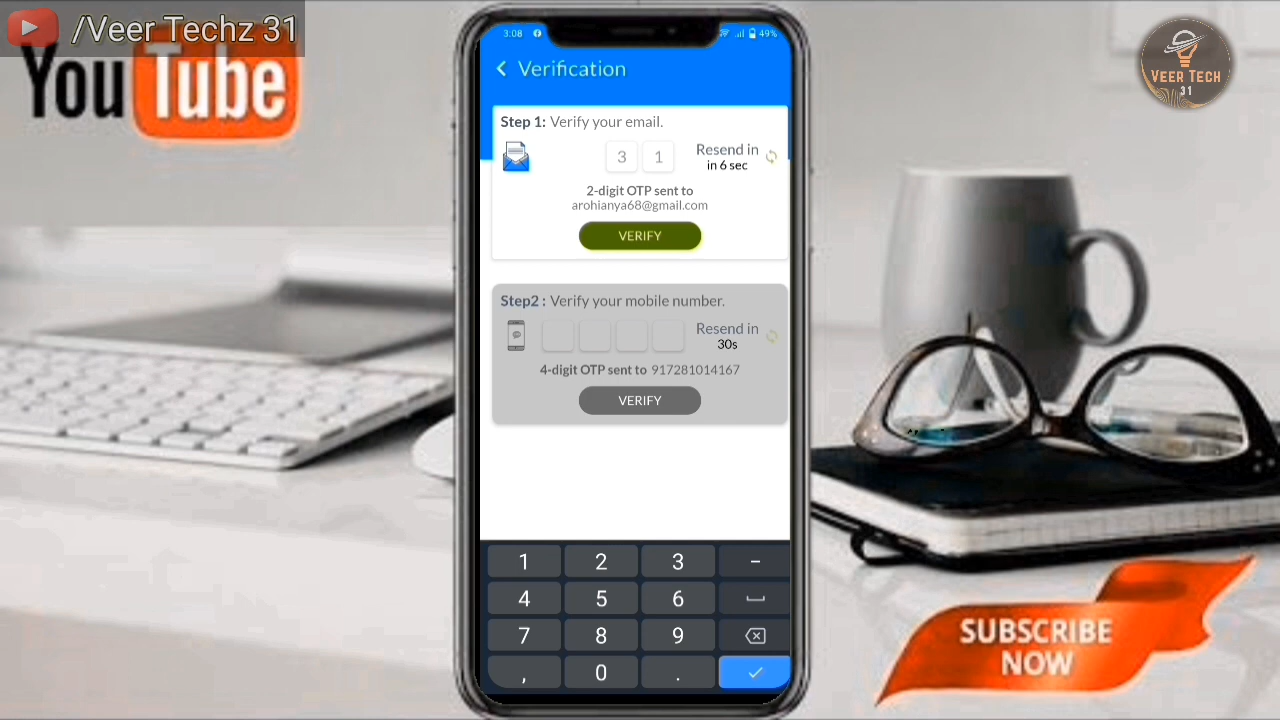 /Veer Techz 31
You Tube
VEER TECH
31
3:08
49%
Verification
Step 1: Verify your email.
3 1
Resend in
in 6 sec
2-digit OTP sent to
arohianya68@gmail.com
VERIFY
Step2 : Verify your mobile number.
Resend in
30s
4-digit OTP sent to 917281014167
VERIFY
1 2 3 -
4 5 6
7 8 9
, 0 .
SUBSCRIBE
NOW